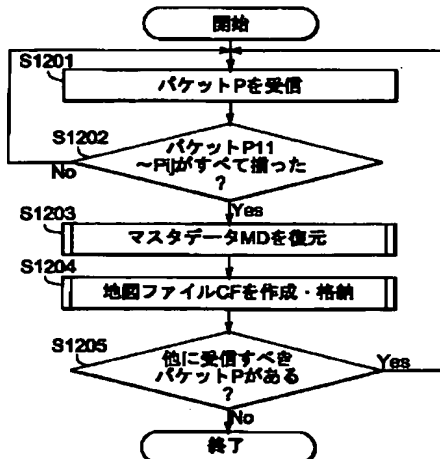 開始
S1201
パケットPを受信
S1202
パケットP11
～Pijがすべて揃った
?
No
Yes
S1203
マスタデータMDを復元
S1204
地図ファイルCFを作成・格納
S1205
他に受信すべき
パケットPがある
?
Yes
No
終了